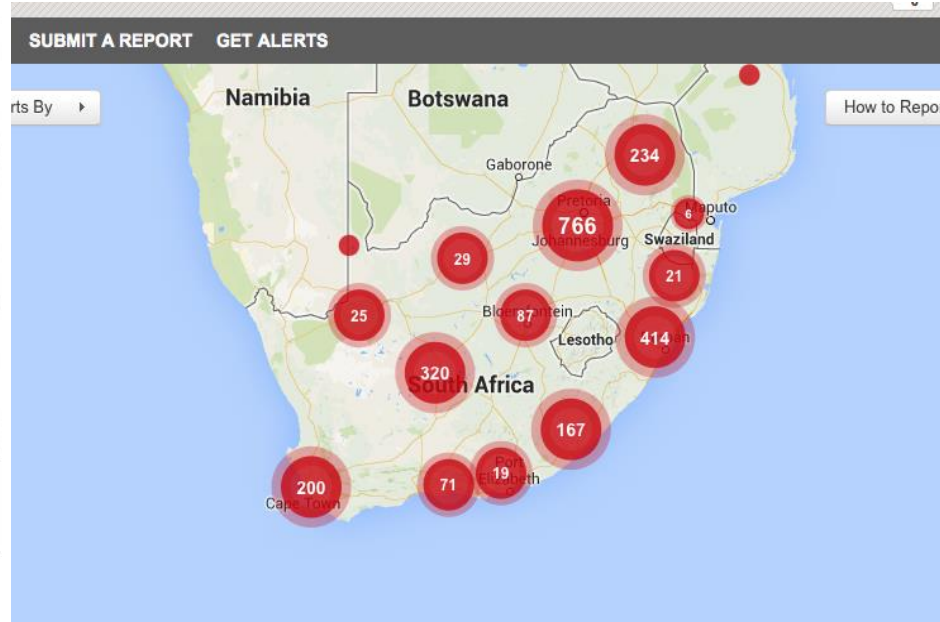 SUBMIT A REPORT GET ALERTS
rts By
How to Repo
Namibia
Botswana
234
Gaborone
Pretoria
766
Johannesburg
6
Maputo
Swaziland
29
21
25
87
Bloemfontein
Lesotho
414
320
South Africa
167
Port
Elizabeth
19
71
200
Cape Town